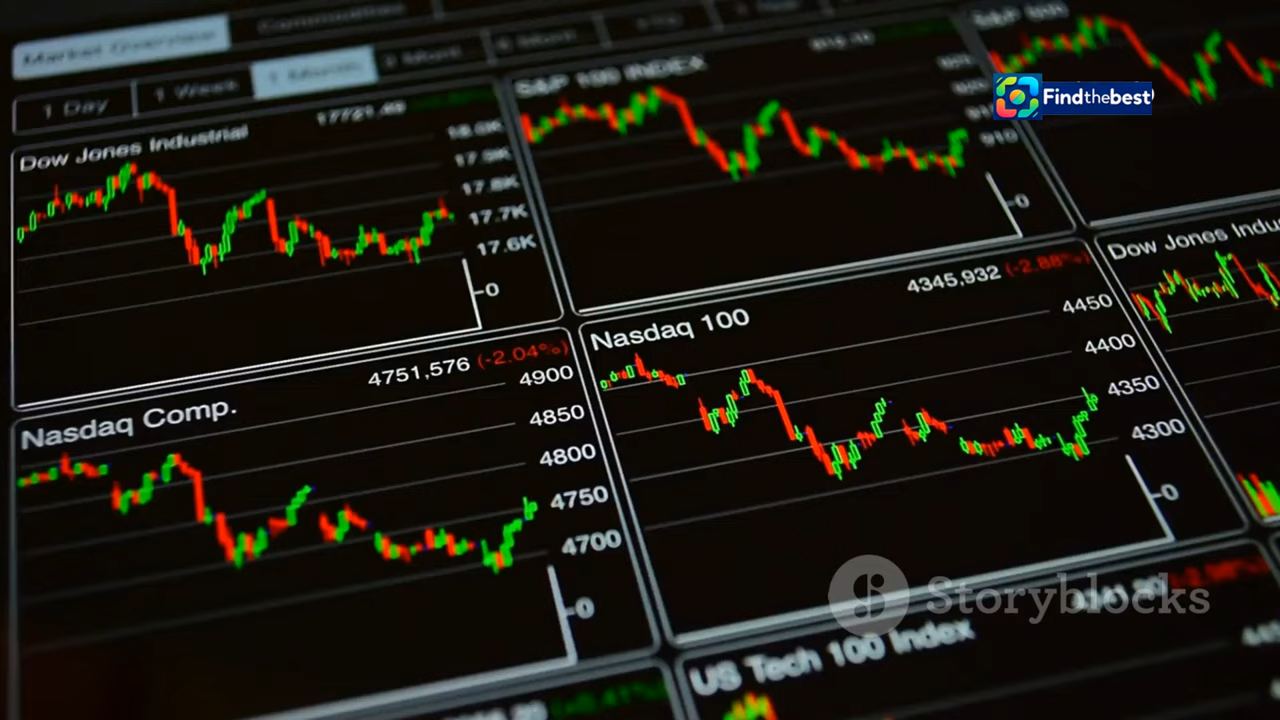 Market Overview
Commodities
1 Day
1 Week
1 Month
Dow Jones Industrial
17721,49
18.0K
17.9K
17.8K
17.7K
17.6K
0
S&P 100 INDEX
910
0
S&P 500
Findthebest
Nasdaq Comp.
4751,576 (-2.04%)
4900
4850
4800
4750
4700
0
Nasdaq 100
4345,932 (-2.88%)
4450
4400
4350
4300
0
Dow Jones Indu
Storyblocks
US Tech 100 Index